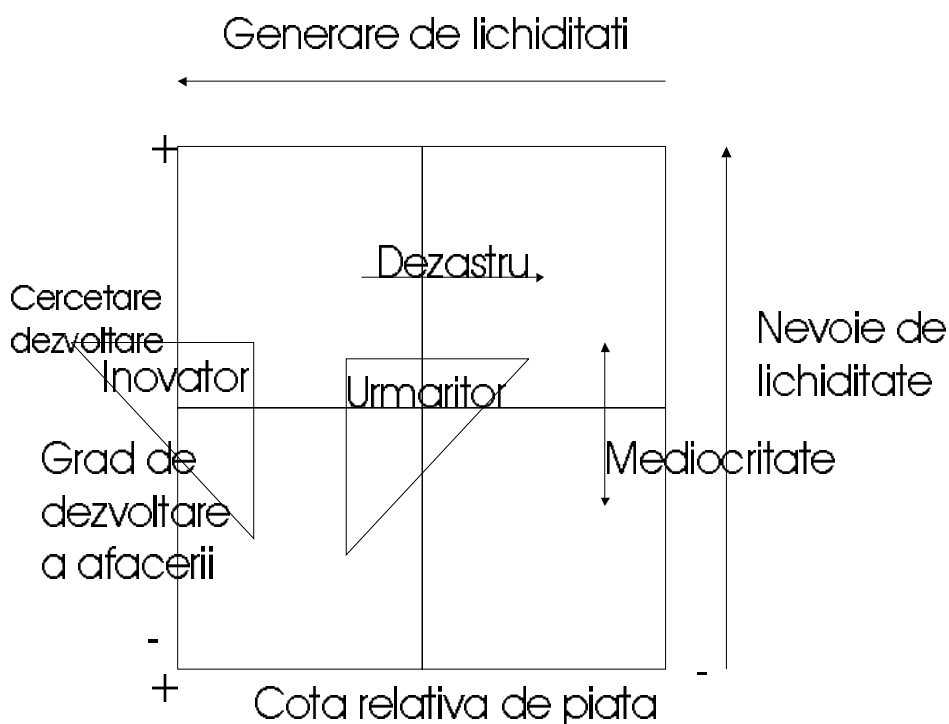 Generare de lichiditati
+
Dezastru
Cercetare
dezvoltare
Nevoie de
lichiditate
Inovator
Urmaritor
Grad de
dezvoltare
a afacerii
Mediocritate
-
+
-
Cota relativa de piata